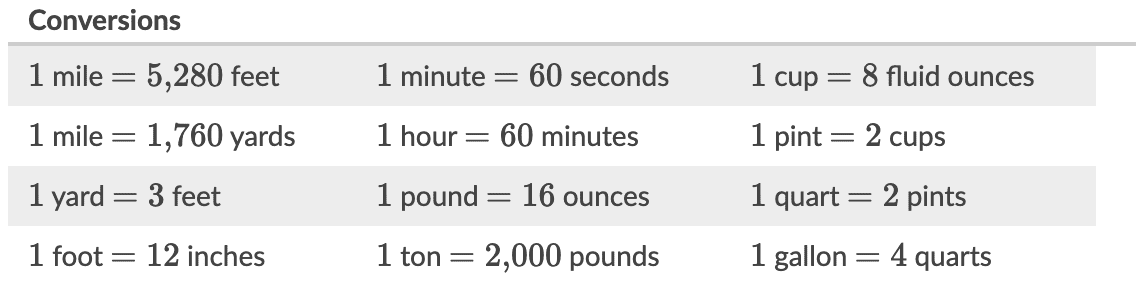 Conversions
1 mile = 5,280 feet 1 minute = 60 seconds 1 cup = 8 fluid ounces
1 mile = 1,760 yards 1 hour = 60 minutes 1 pint = 2 cups
1 yard = 3 feet 1 pound = 16 ounces 1 quart = 2 pints
1 foot = 12 inches 1 ton = 2,000 pounds 1 gallon = 4 quarts